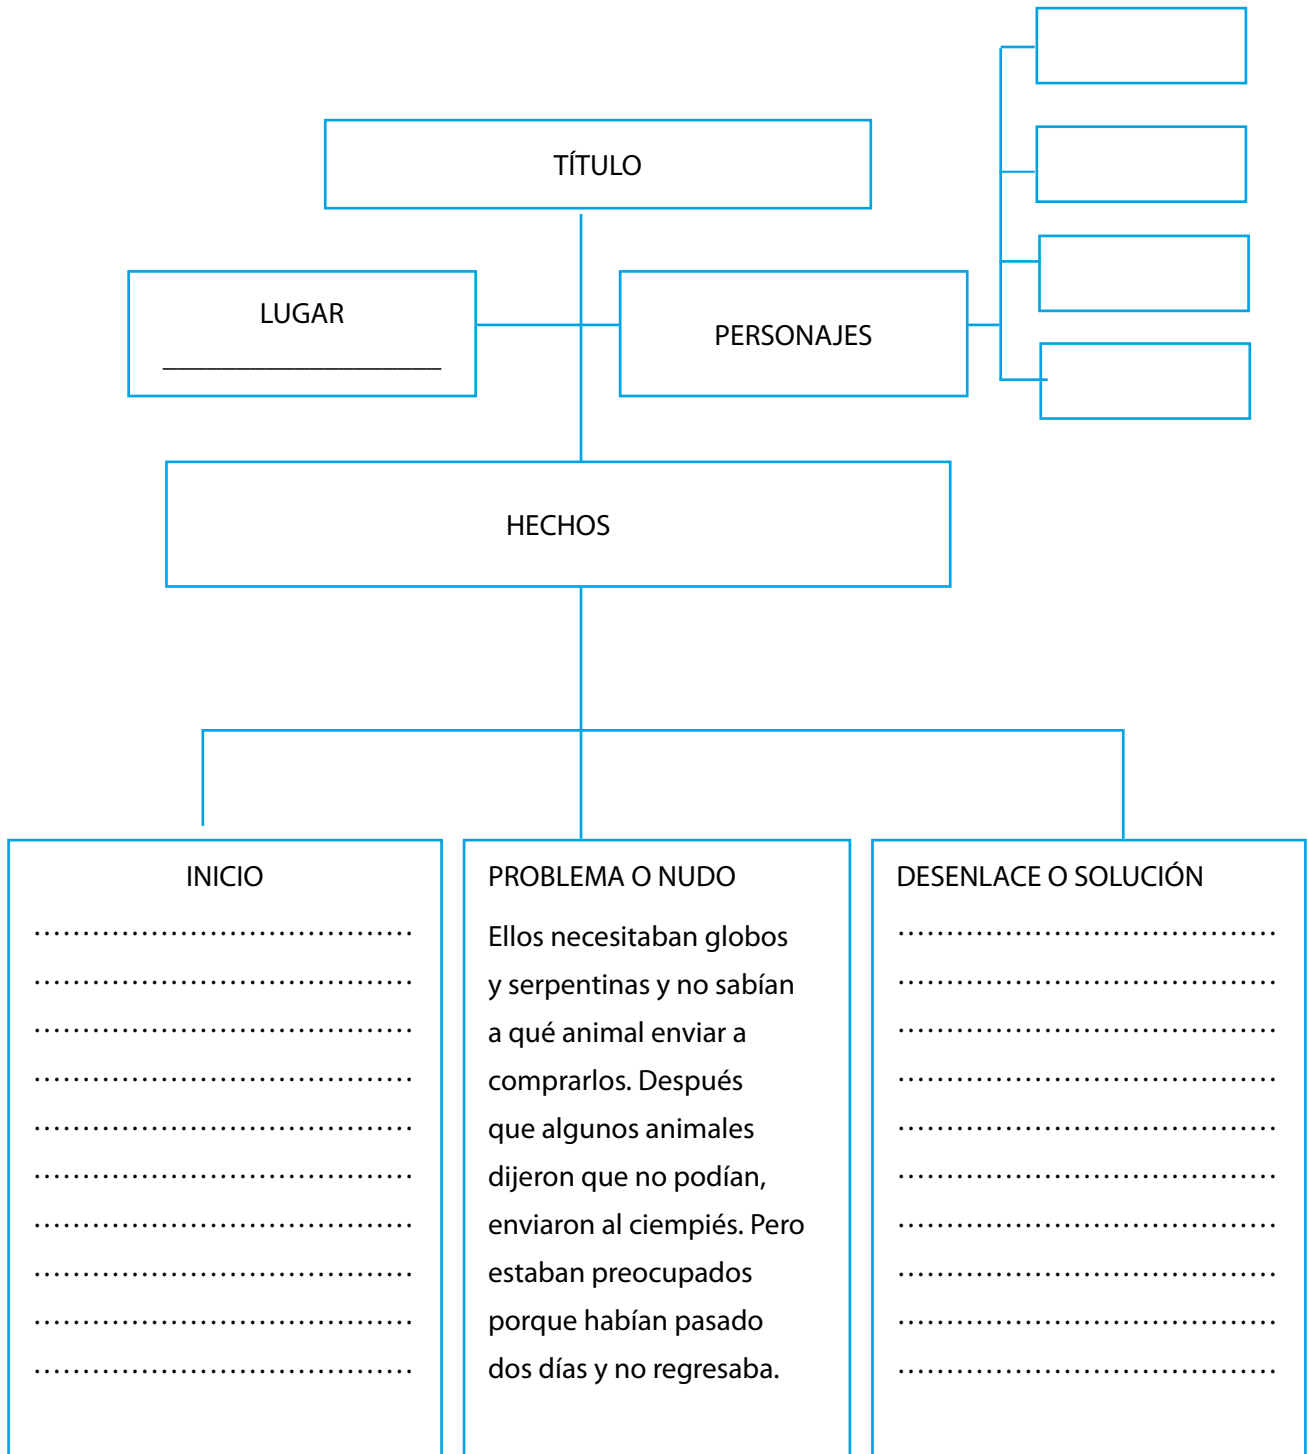 TÍTULO
LUGAR
____________________
PERSONAJES
HECHOS
INICIO
.......................................
.......................................
.......................................
.......................................
.......................................
.......................................
.......................................
.......................................
.......................................
.......................................
PROBLEMA O NUDO
Ellos necesitaban globos
y serpentinas y no sabían
a qué animal enviar a
comprarlos. Después
que algunos animales
dijeron que no podían,
enviaron al ciempiés. Pero
estaban preocupados
porque habían pasado
dos días y no regresaba.
DESENLACE O SOLUCIÓN
.......................................
.......................................
.......................................
.......................................
.......................................
.......................................
.......................................
.......................................
.......................................
.......................................